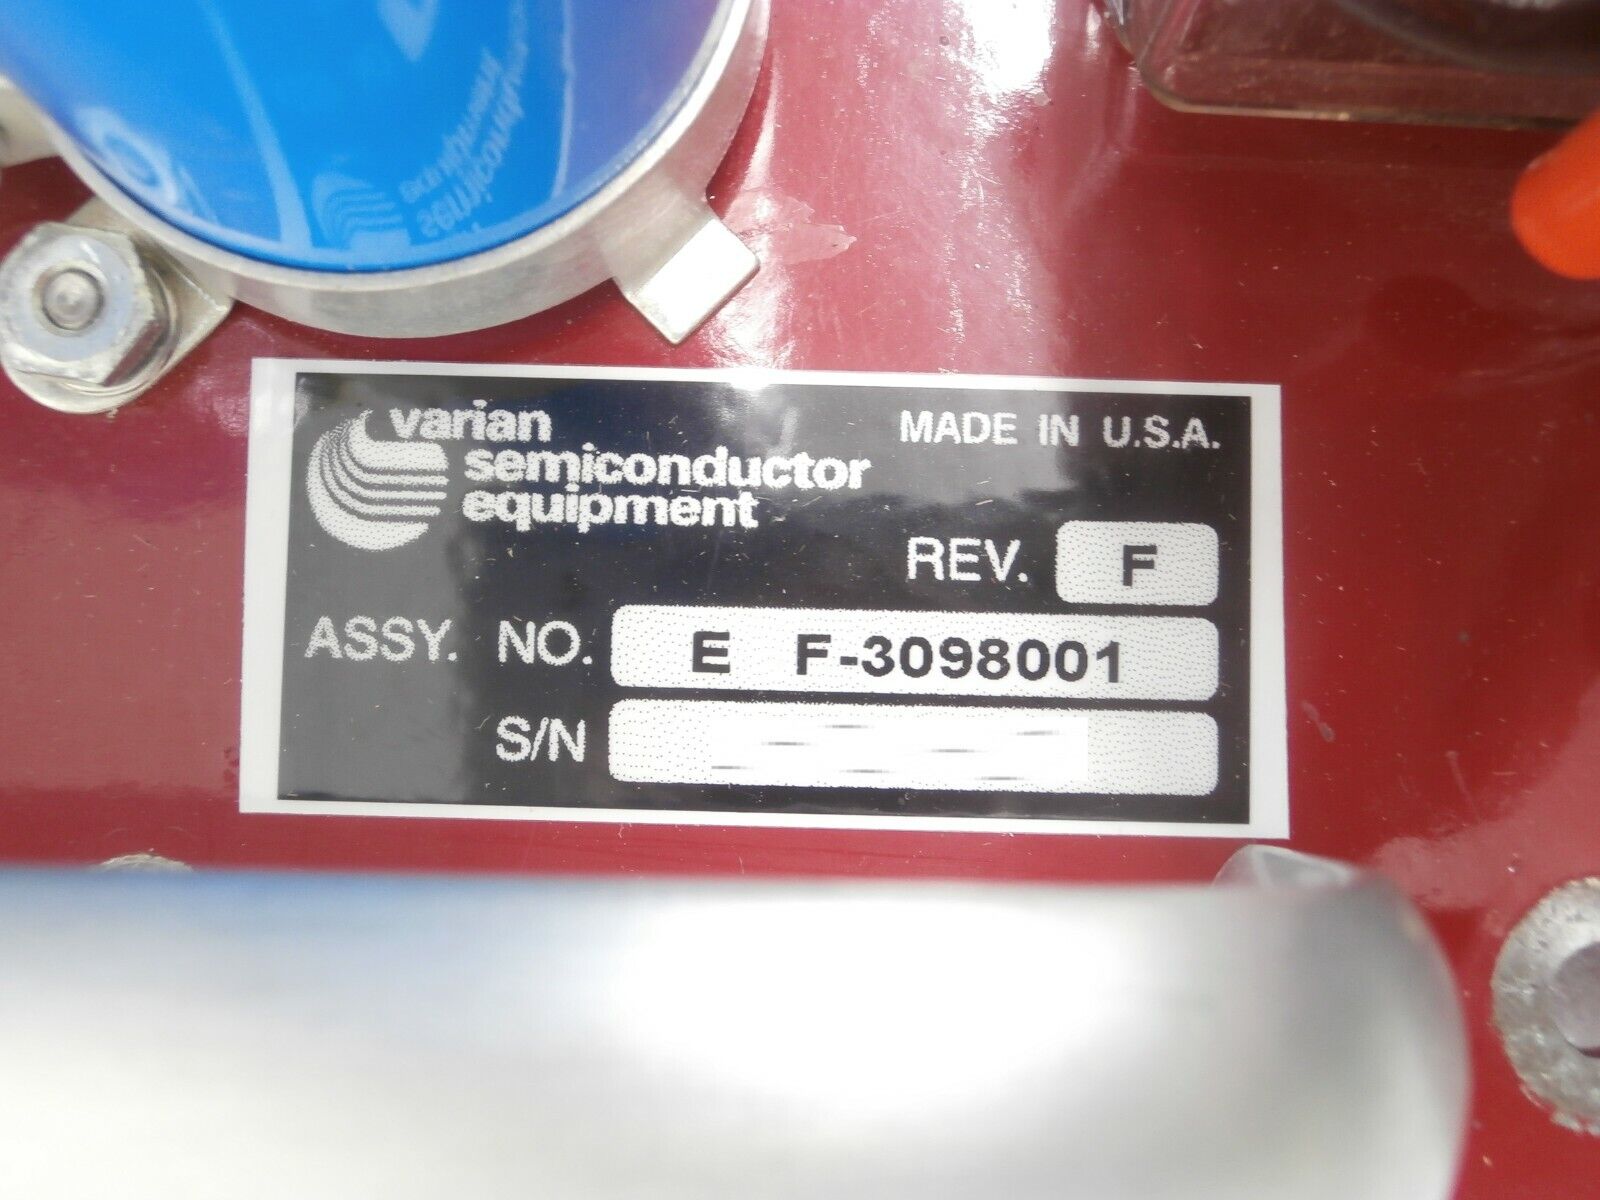 varian
semiconductor
equipment
MADE IN U.S.A.
REV. F
ASSY. NO. E F-3098001
S/N